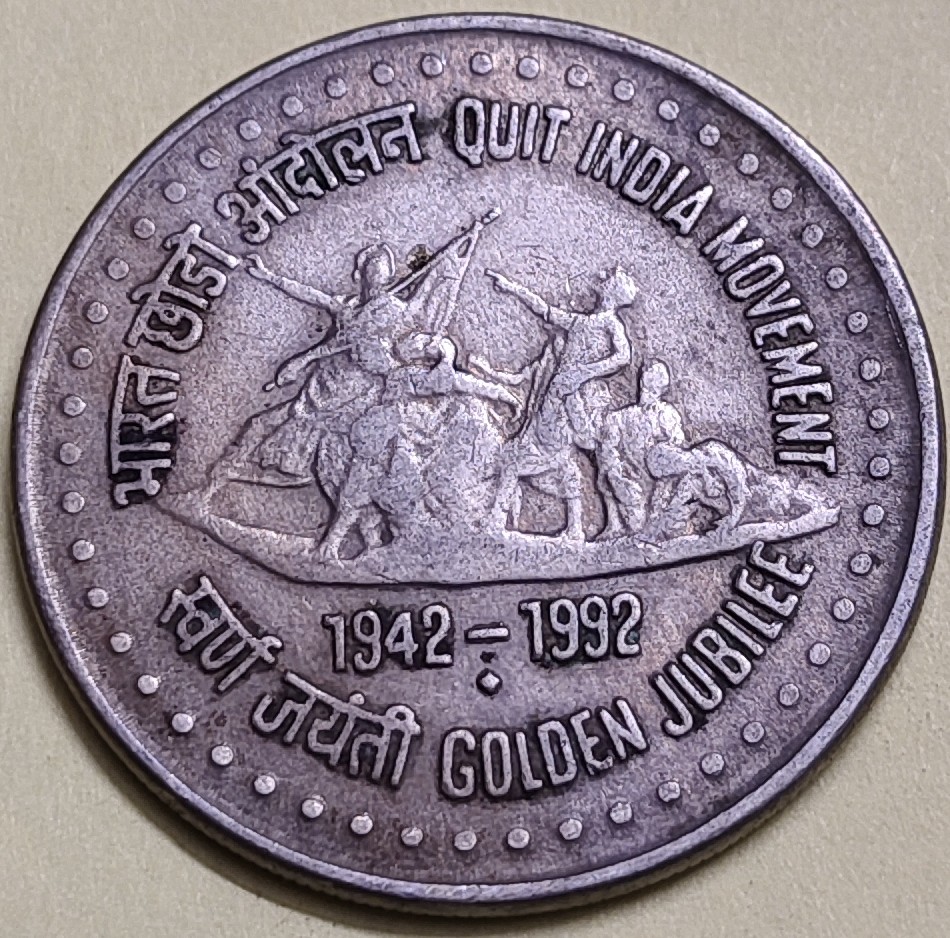 भारत छोडो आंदोलन QUIT INDIA MOVEMENT
1942 - 1992
स्वर्ण जयंती GOLDEN JUBILEE